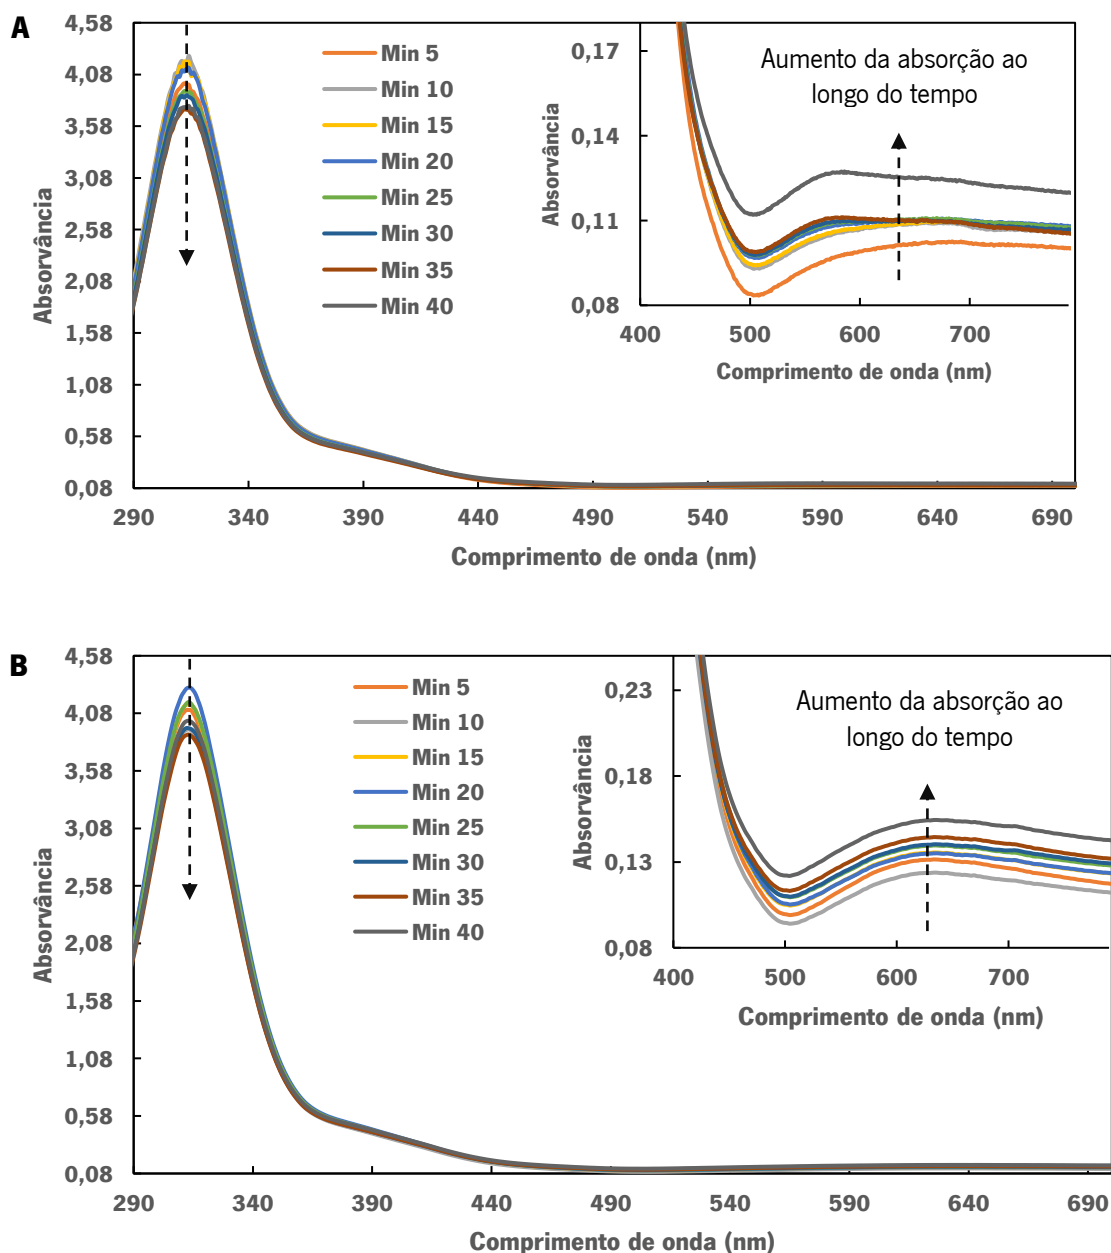 A
4,58
4,08
3,58
3,08
2,58
2,08
1,58
1,08
0,58
0,08
Absorvância
290 340 390 440 490 540 590 640 690
Comprimento de onda (nm)
Min 5
Min 10
Min 15
Min 20
Min 25
Min 30
Min 35
Min 40
0,17
0,14
0,11
0,08
Absorvância
Aumento da absorção ao
longo do tempo
400 500 600 700
Comprimento de onda (nm)
B
4,58
4,08
3,58
3,08
2,58
2,08
1,58
1,08
0,58
0,08
Absorvância
290 340 390 440 490 540 590 640 690
Comprimento de onda (nm)
Min 5
Min 10
Min 15
Min 20
Min 25
Min 30
Min 35
Min 40
0,23
0,18
0,13
0,08
Absorvância
Aumento da absorção ao
longo do tempo
400 500 600 700
Comprimento de onda (nm)